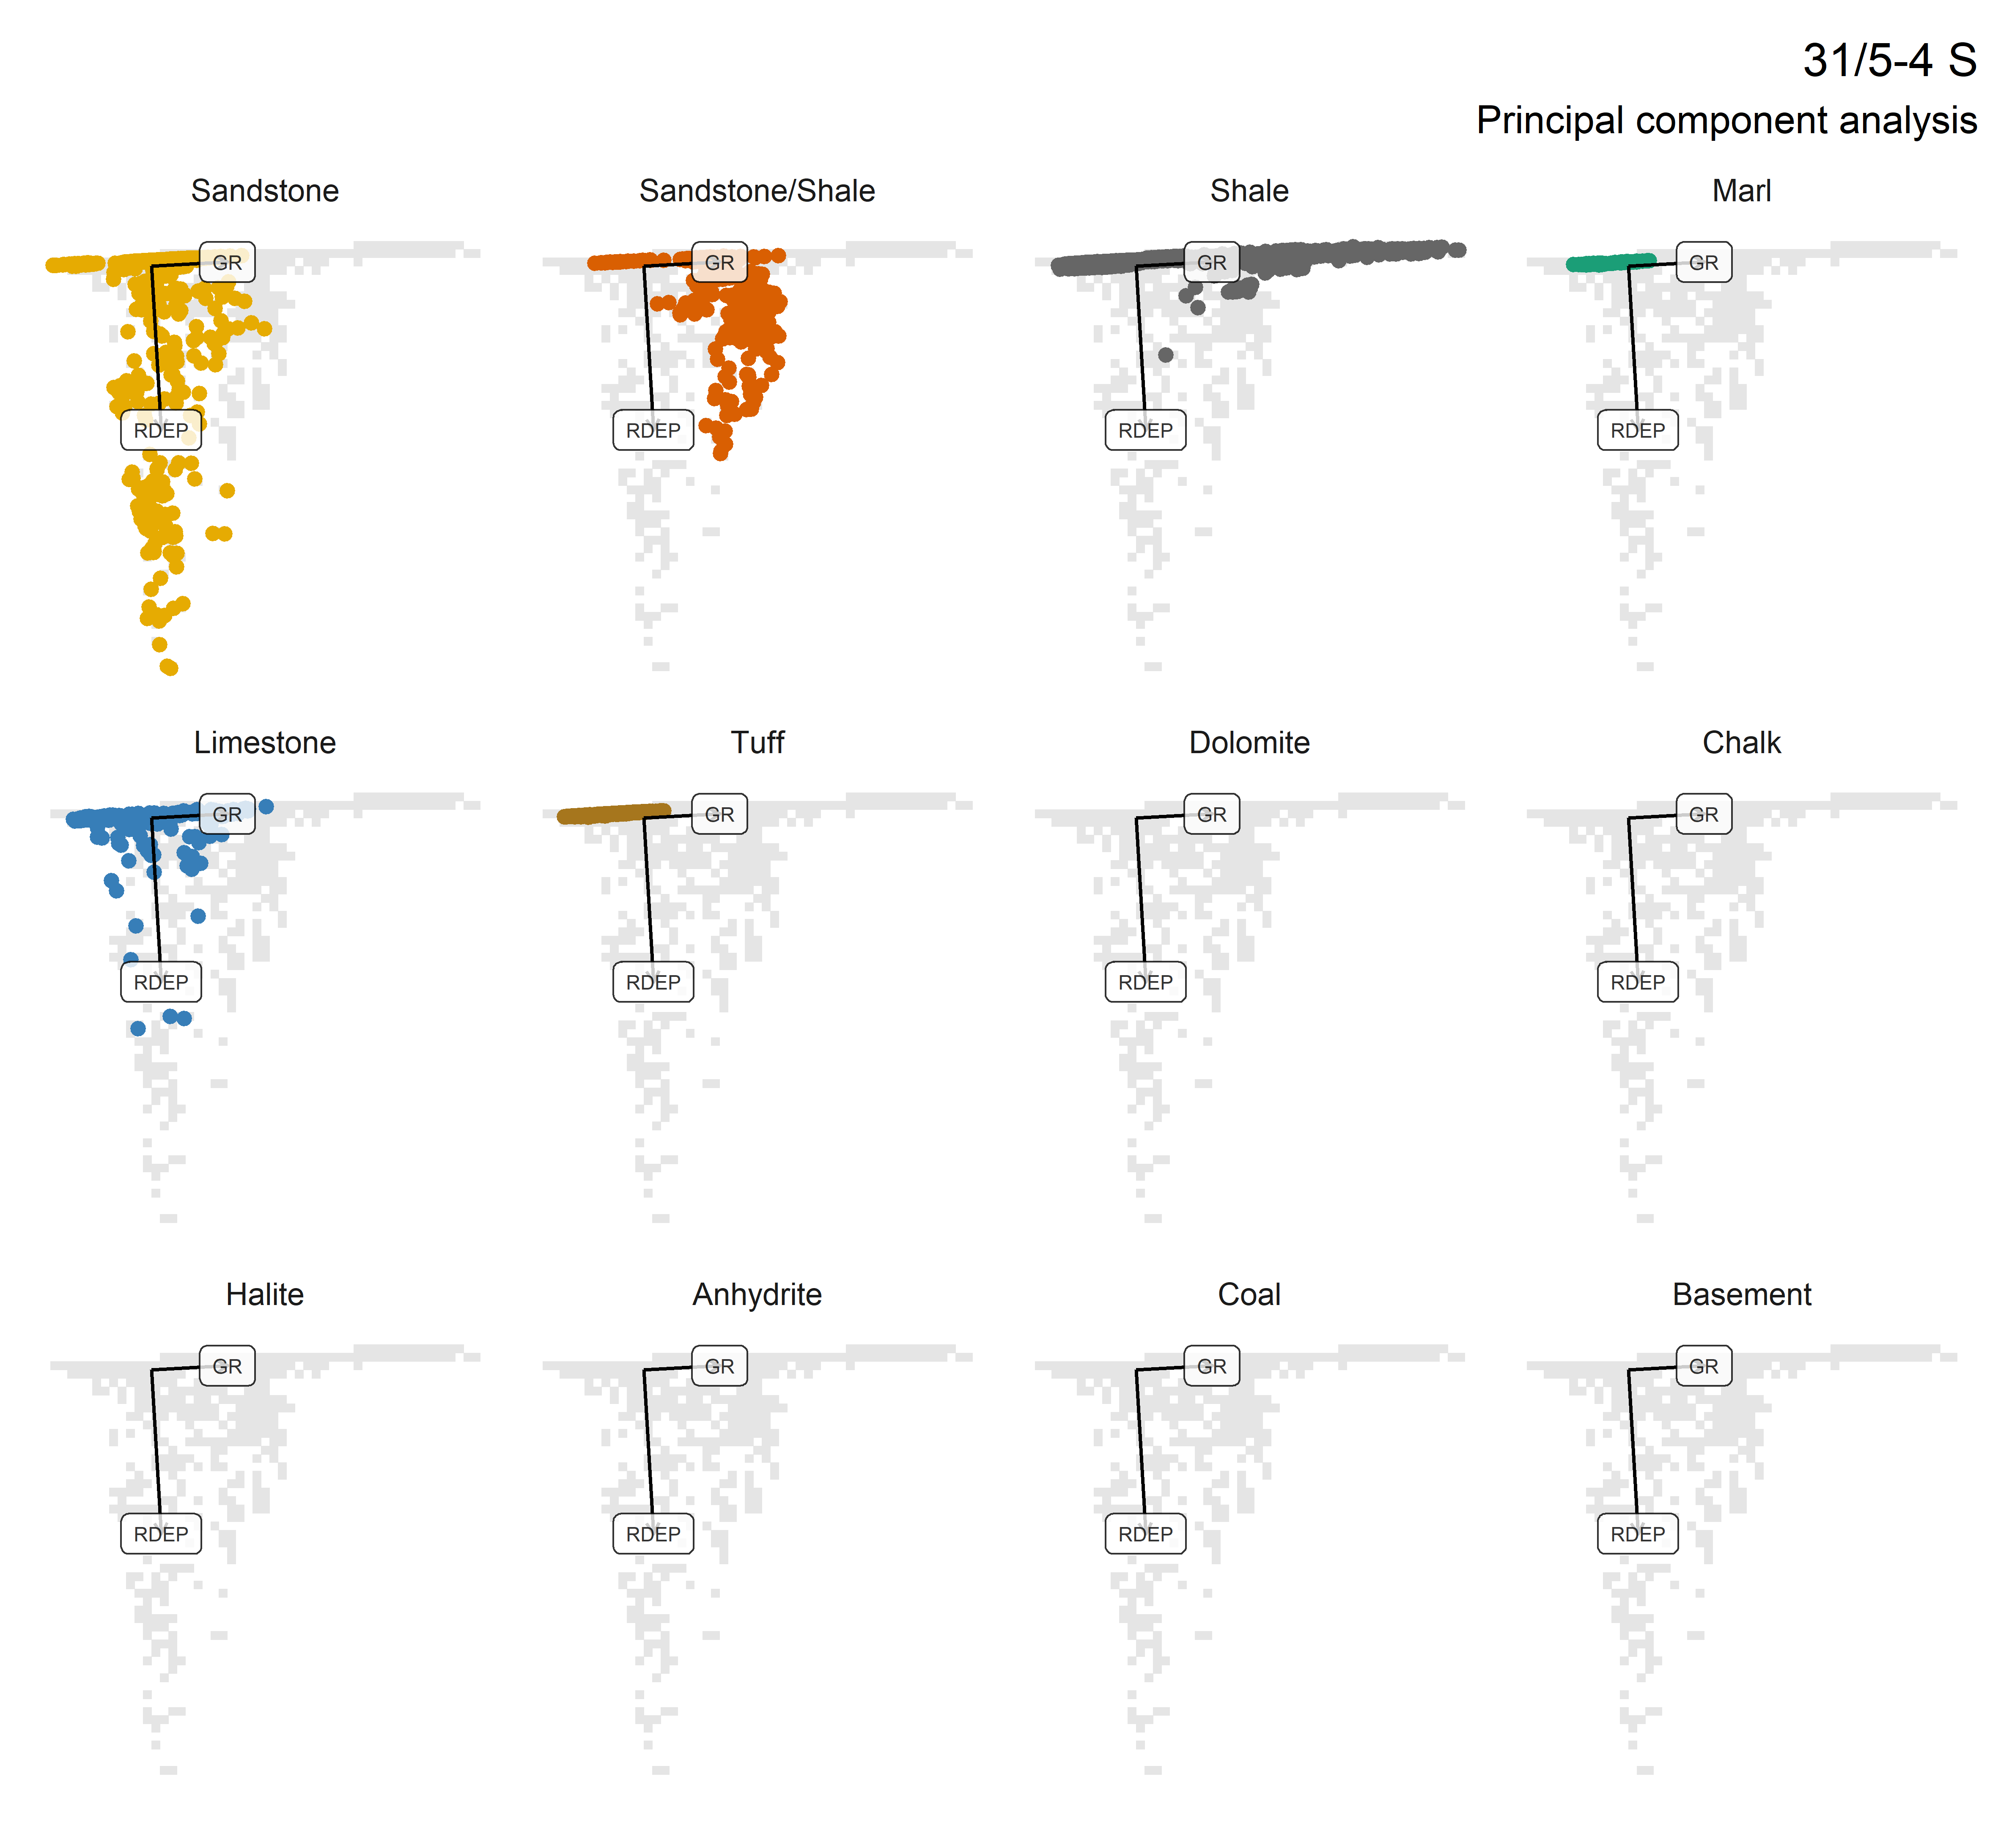 31/5-4 S
Principal component analysis
Sandstone
Sandstone/Shale
Shale
Marl
GR
GR
GR
GR
RDEP
RDEP
RDEP
RDEP
Limestone
Tuff
Dolomite
Chalk
GR
GR
GR
GR
RDEP
RDEP
RDEP
RDEP
Halite
Anhydrite
Coal
Basement
GR
GR
GR
GR
RDEP
RDEP
RDEP
RDEP